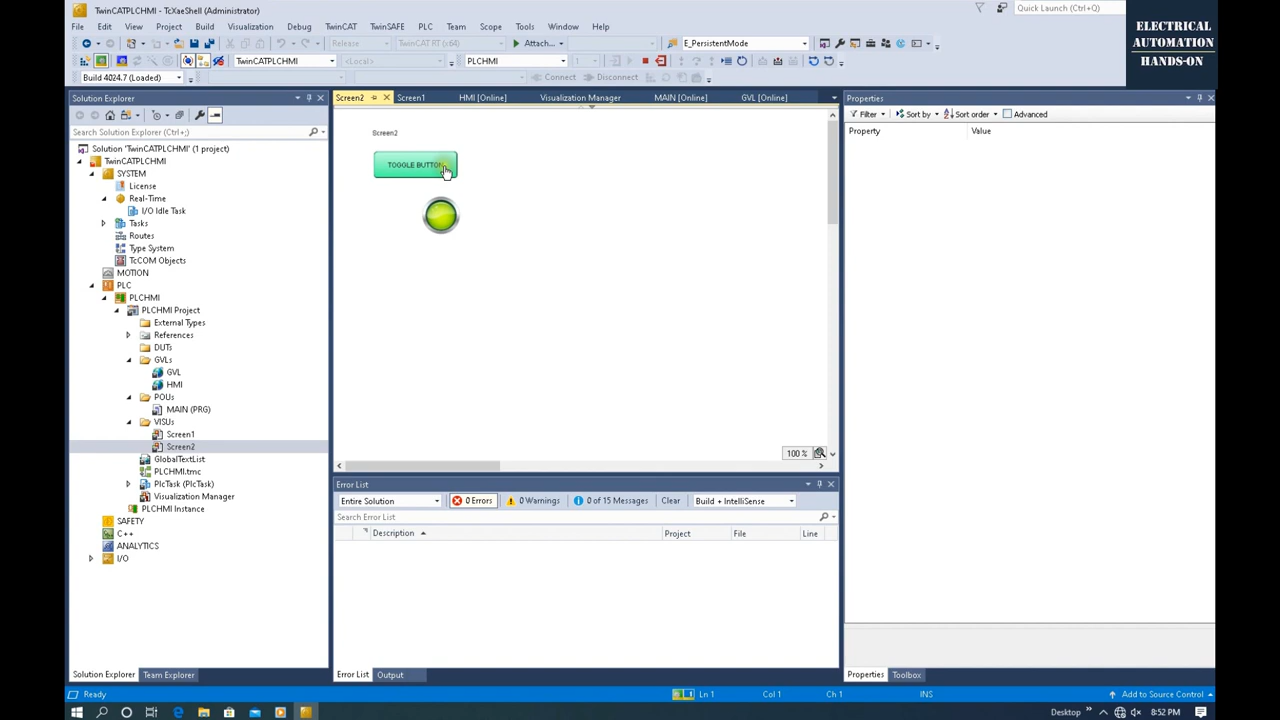 TwinCATPLCHMI - TcXaeShell (Administrator)
Quick Launch (Ctrl+Q)
ELECTRICAL
AUTOMATION
HANDS-ON
File Edit View Project Build Visualization Debug TwinCAT TwinSAFE PLC Team Scope Tools Window Help
Release TwinCAT RT (x64) Attach... E_PersistentMode
TwinCATPLCHMI <Local> PLCHMI 1
Build 4024.7 (Loaded) Connect Disconnect
Solution Explorer
Search Solution Explorer (Ctrl+;)
Solution 'TwinCATPLCHMI' (1 project)
TwinCATPLCHMI
SYSTEM
License
Real-Time
I/O Idle Task
Tasks
Routes
Type System
TcCOM Objects
MOTION
PLC
PLCHMI
PLCHMI Project
External Types
References
DUTs
GVLs
GVL
HMI
POUs
MAIN (PRG)
VISUs
Screen1
Screen2
GlobalTextList
PLCHMI.tmc
PlcTask (PlcTask)
Visualization Manager
PLCHMI Instance
SAFETY
C++
ANALYTICS
I/O
Solution Explorer Team Explorer
Screen2 Screen1 HMI [Online] Visualization Manager MAIN [Online] GVL [Online]
Screen2
TOGGLE BUTTON
100 %
Error List
Entire Solution 0 Errors 0 Warnings 0 of 15 Messages Clear Build + IntelliSense
Search Error List
Description Project File Line
Error List Output
Properties
Filter Sort by Sort order Advanced
Property Value
Properties Toolbox
Ready Ln 1 Col 1 Ch 1 INS Add to Source Control
Desktop 8:52 PM